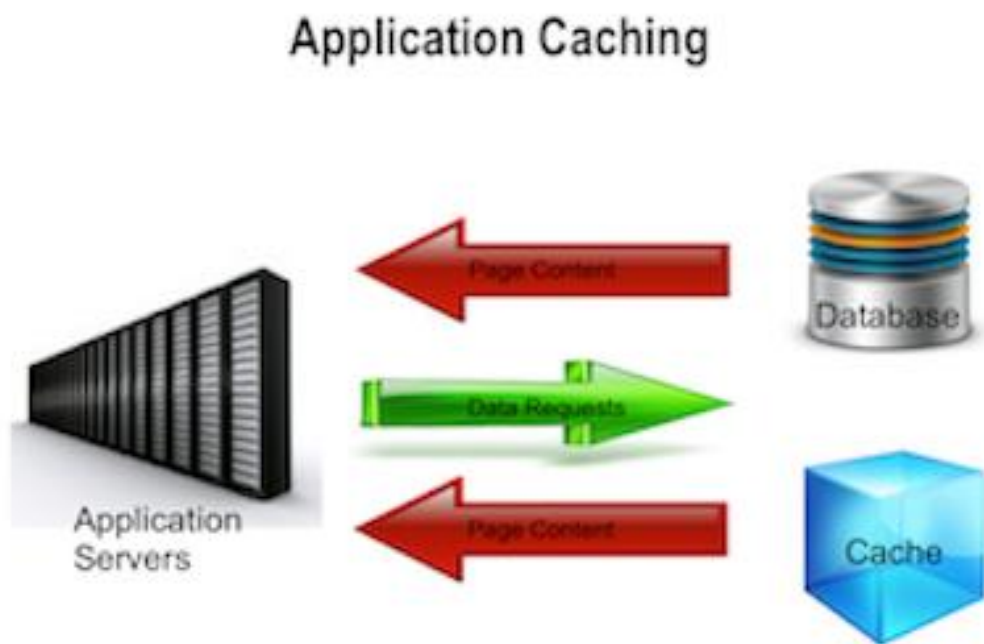 Application Caching
Page Content
Database
Data Requests
Application
Servers
Page Content
Cache